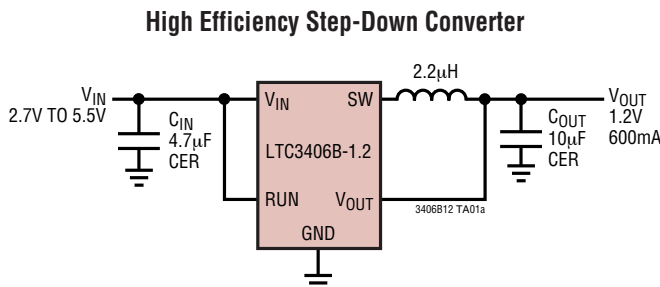 High Efficiency Step-Down Converter
VIN
2.7V TO 5.5V
CIN
4.7μF
CER
VIN
SW
LTC3406B-1.2
RUN
VOUT
GND
2.2μH
3406B12 TA01a
COUT
10μF
CER
VOUT
1.2V
600mA